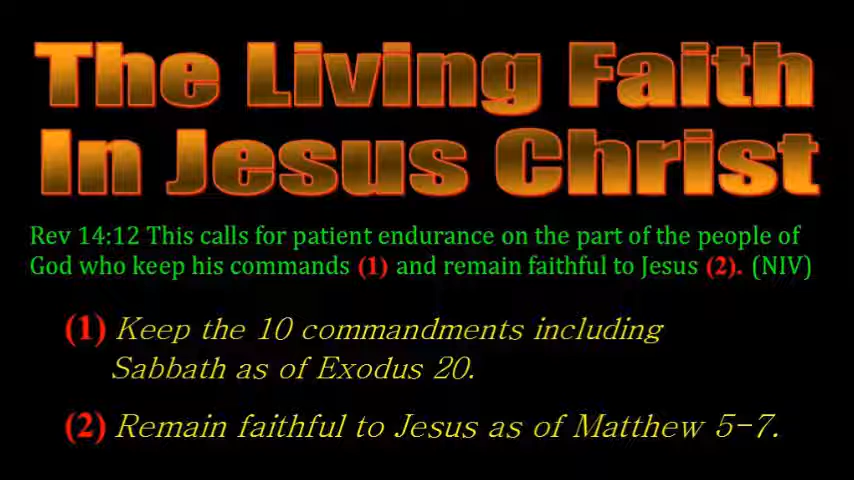 The Living Faith
In Jesus Christ
Rev 14:12 This calls for patient endurance on the part of the people of
God who keep his commands (1) and remain faithful to Jesus (2). (NIV)
(1) Keep the 10 commandments including
Sabbath as of Exodus 20.
(2) Remain faithful to Jesus as of Matthew 5-7.